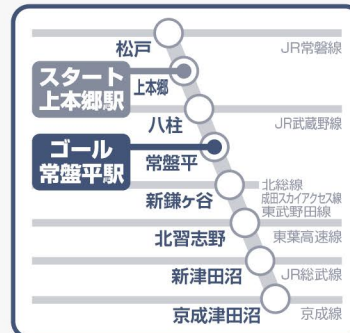 松戸
JR常磐線
スタート
上本郷駅
上本郷
八柱
JR武蔵野線
ゴール
常盤平駅
常盤平
新鎌ヶ谷
北総線
成田スカイアクセス線
東武野田線
北習志野
東葉高速線
新津田沼
JR総武線
京成津田沼
京成線